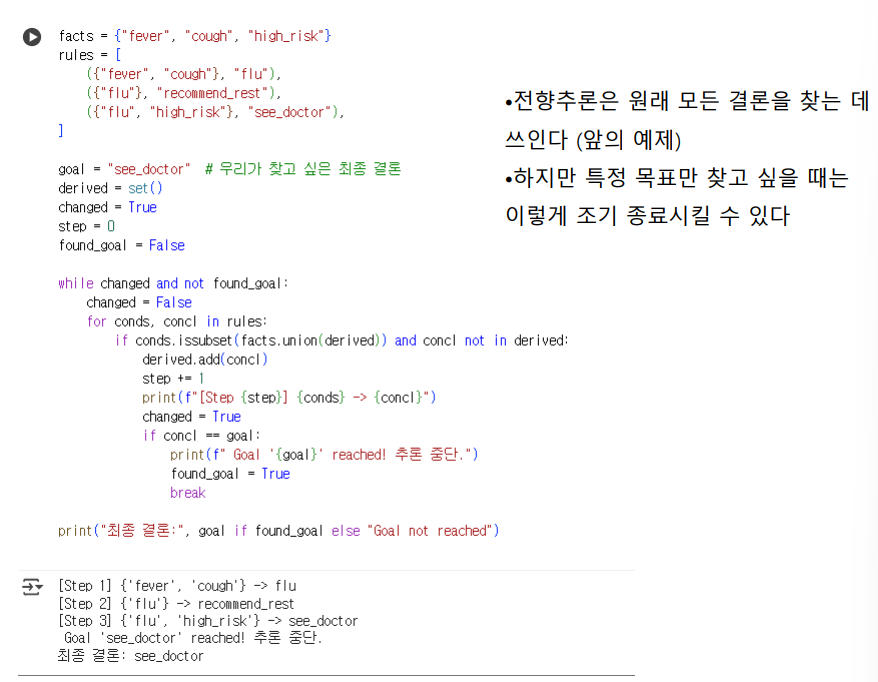 facts = {"fever", "cough", "high_risk"}
rules = [
    ({"fever", "cough"}, "flu"),
    ({"flu"}, "recommend_rest"),
    ({"flu", "high_risk"}, "see_doctor"),
]

goal = "see_doctor"  # 우리가 찾고 싶은 최종 결론
derived = set()
changed = True
step = 0
found_goal = False

while changed and not found_goal:
    changed = False
    for conds, concl in rules:
        if conds.issubset(facts.union(derived)) and concl not in derived:
            derived.add(concl)
            step += 1
            print(f"[Step {step}] {conds} -> {concl}")
            changed = True
            if concl == goal:
                print(f" Goal '{goal}' reached! 추론 중단.")
                found_goal = True
                break

print("최종 결론:", goal if found_goal else "Goal not reached")
[Step 1] {'fever', 'cough'} -> flu
[Step 2] {'flu'} -> recommend_rest
[Step 3] {'flu', 'high_risk'} -> see_doctor
 Goal 'see_doctor' reached! 추론 중단.
최종 결론: see_doctor
•전향추론은 원래 모든 결론을 찾는 데
쓰인다 (앞의 예제)
•하지만 특정 목표만 찾고 싶을 때는
이렇게 조기 종료시킬 수 있다